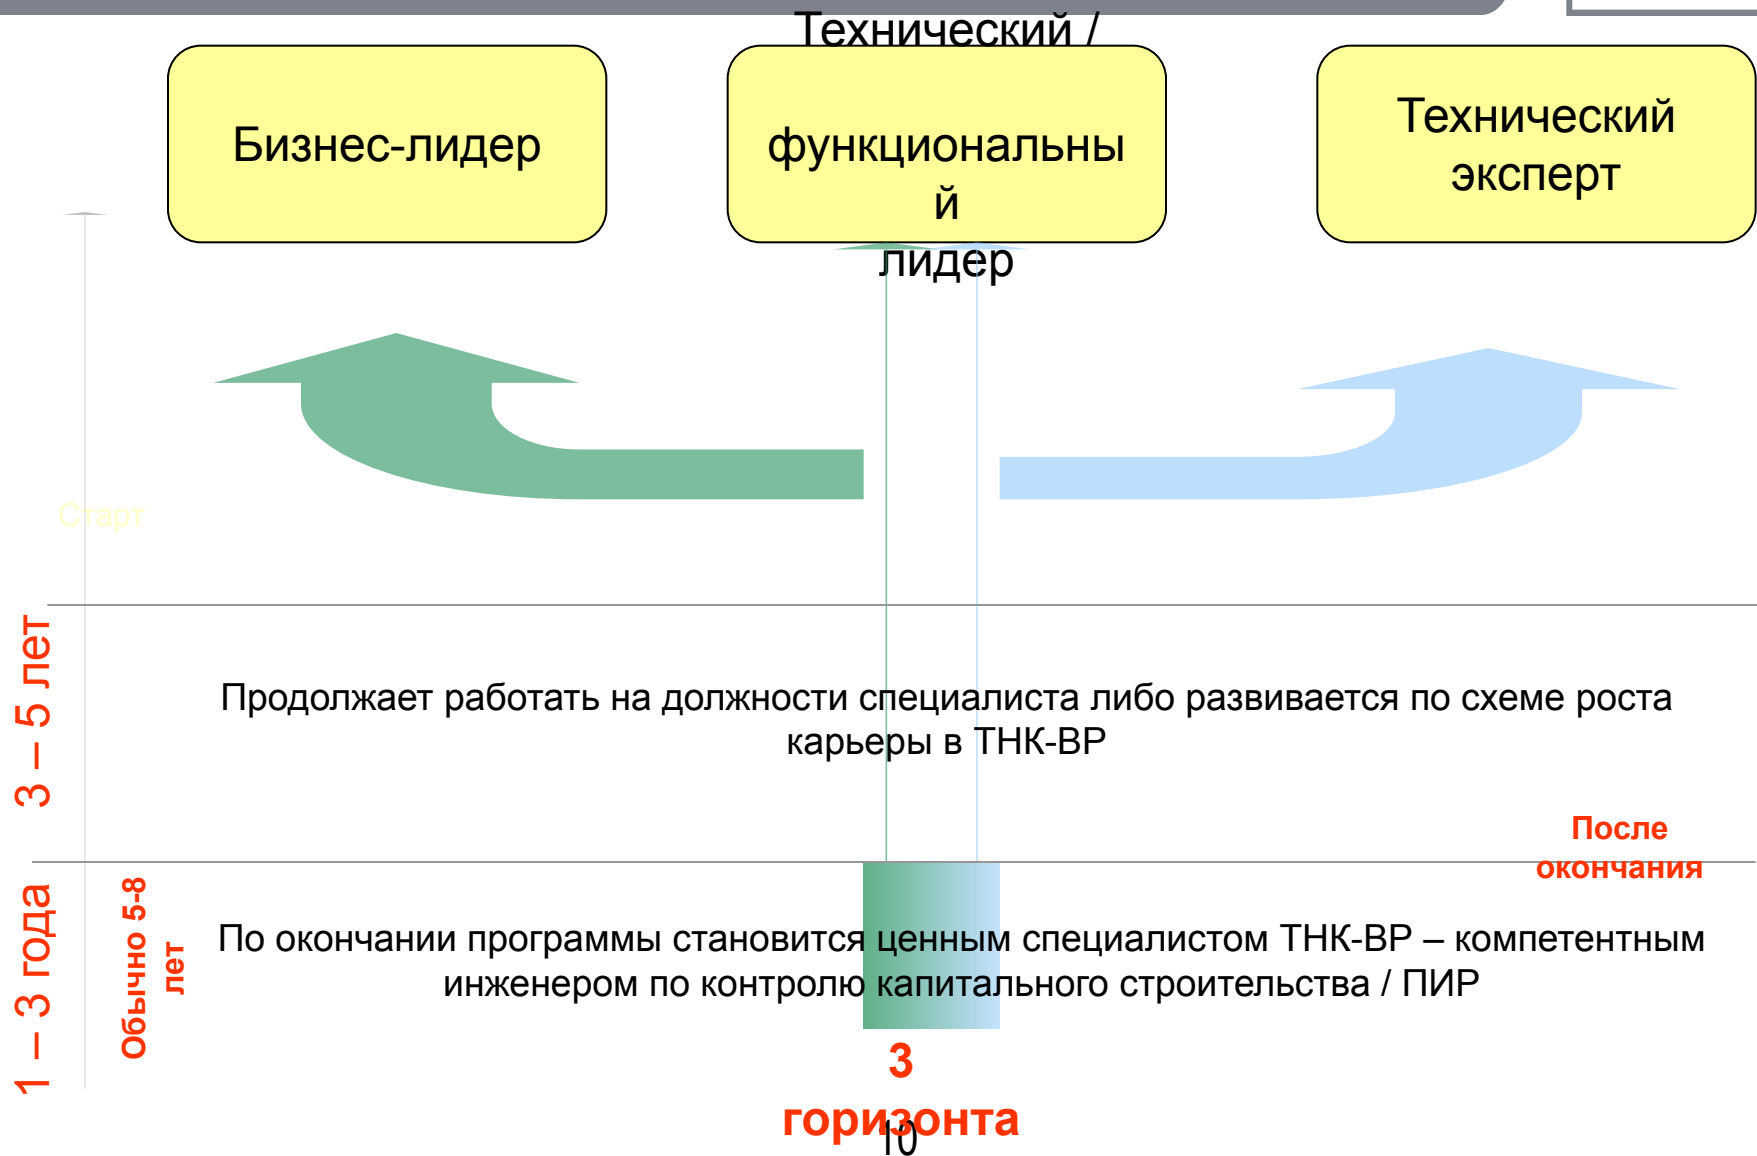 Технический /
функциональны
й
лидер
Бизнес-лидер
Технический
эксперт
Старт
3 – 5 лет
Продолжает работать на должности специалиста либо развивается по схеме роста
карьеры в ТНК-ВР
После
окончания
1 – 3 года
Обычно 5-8
лет
По окончании программы становится ценным специалистом ТНК-ВР – компетентным
инженером по контролю капитального строительства / ПИР
3
горизонта
10